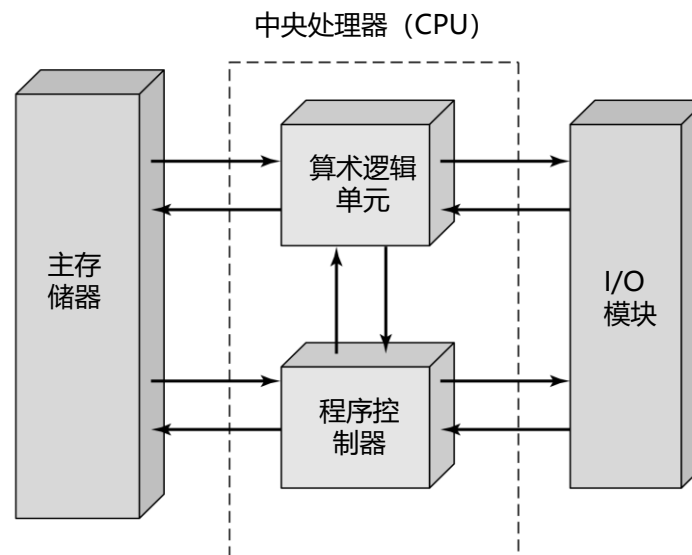 中央处理器（CPU）
算术逻辑
单元
主存
储器
I/O
模块
程序控
制器